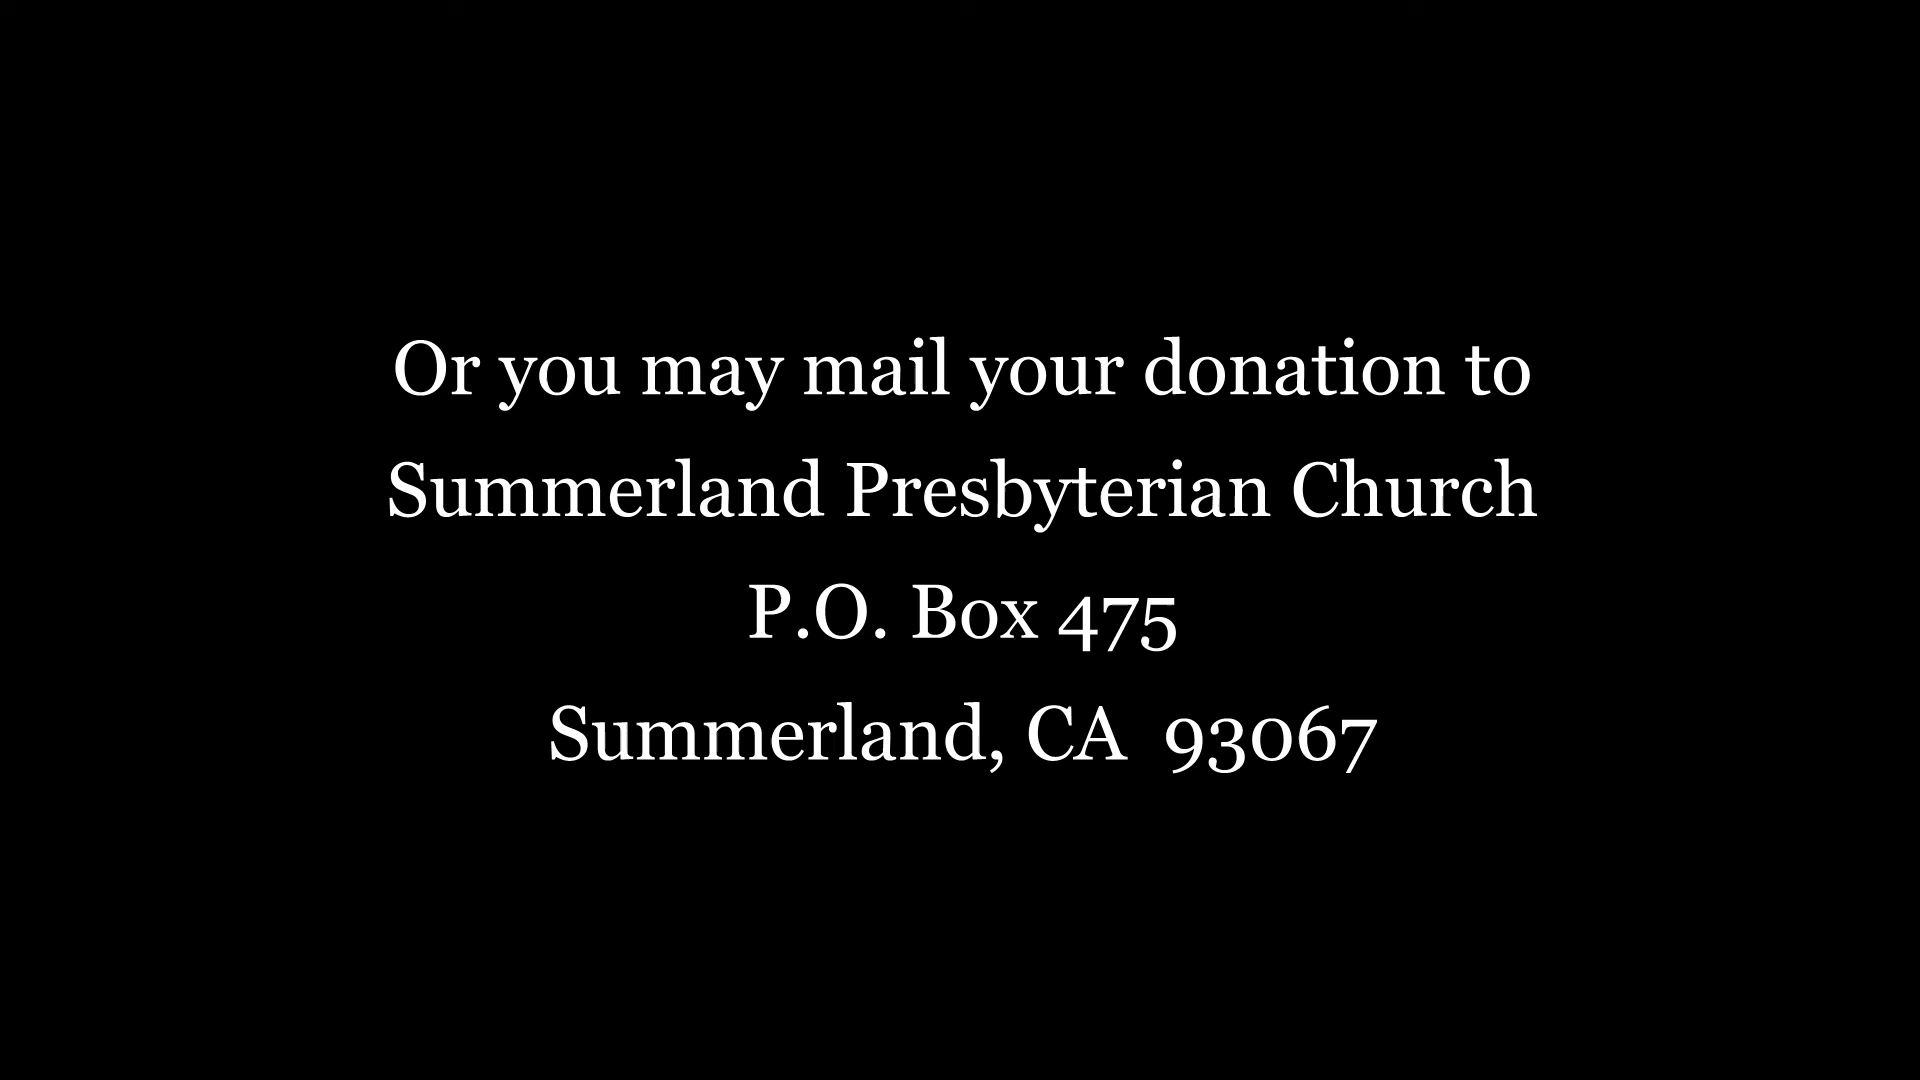 Or you may mail your donation to
Summerland Presbyterian Church
P.O. Box 475
Summerland, CA  93067